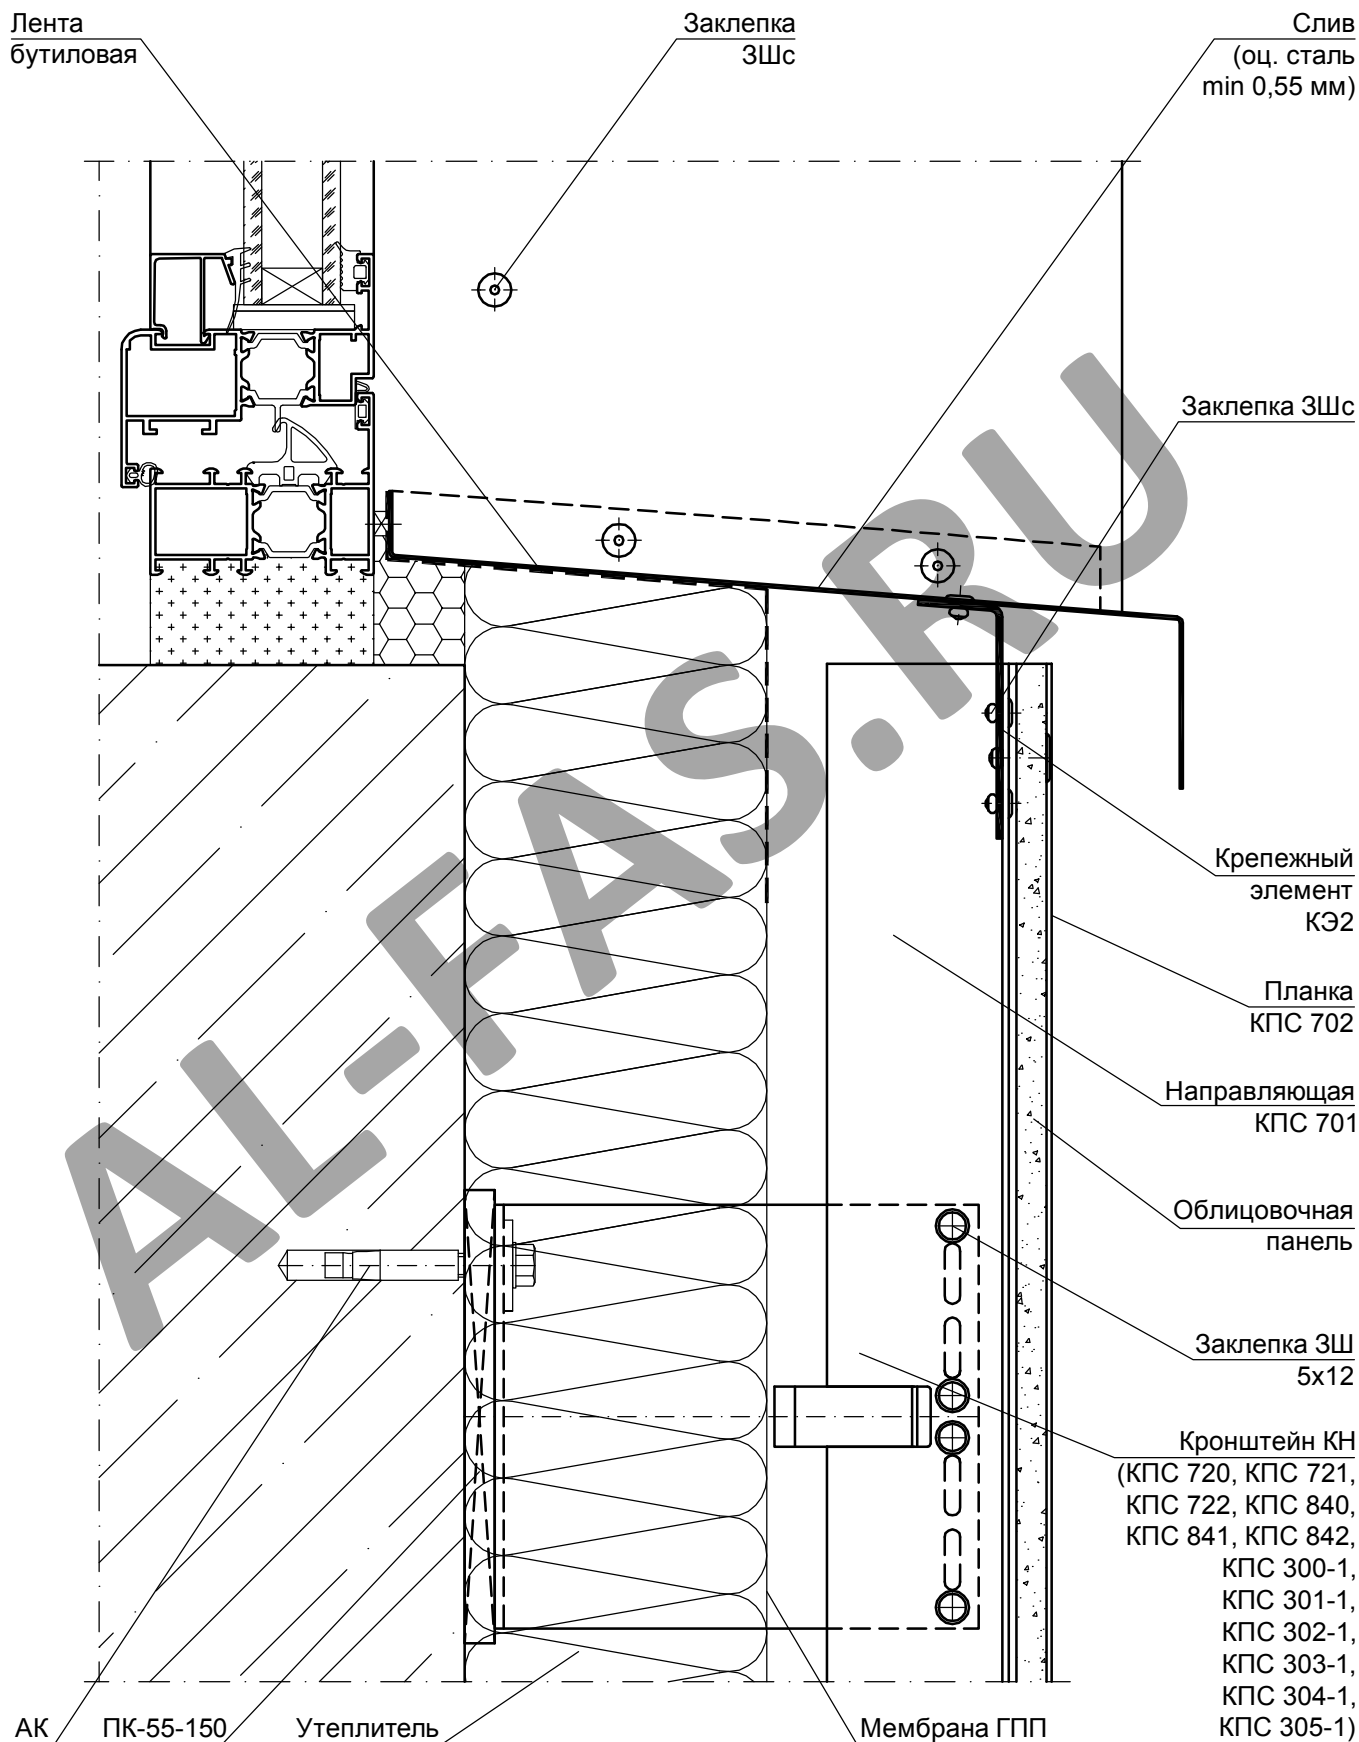 Лента
бутиловая
Заклепка
ЗШс
Слив
(оц. сталь
min 0,55 мм)
Заклепка ЗШс
Крепежный
элемент
КЭ2
Планка
КПС 702
Направляющая
КПС 701
Облицовочная
панель
Заклепка ЗШ
5х12
Кронштейн КН
(КПС 720, КПС 721,
КПС 722, КПС 840,
КПС 841, КПС 842,
КПС 300-1,
КПС 301-1,
КПС 302-1,
КПС 303-1,
КПС 304-1,
КПС 305-1)
АК
ПК-55-150
Утеплитель
Мембрана ГПП
AL-FAS.RU